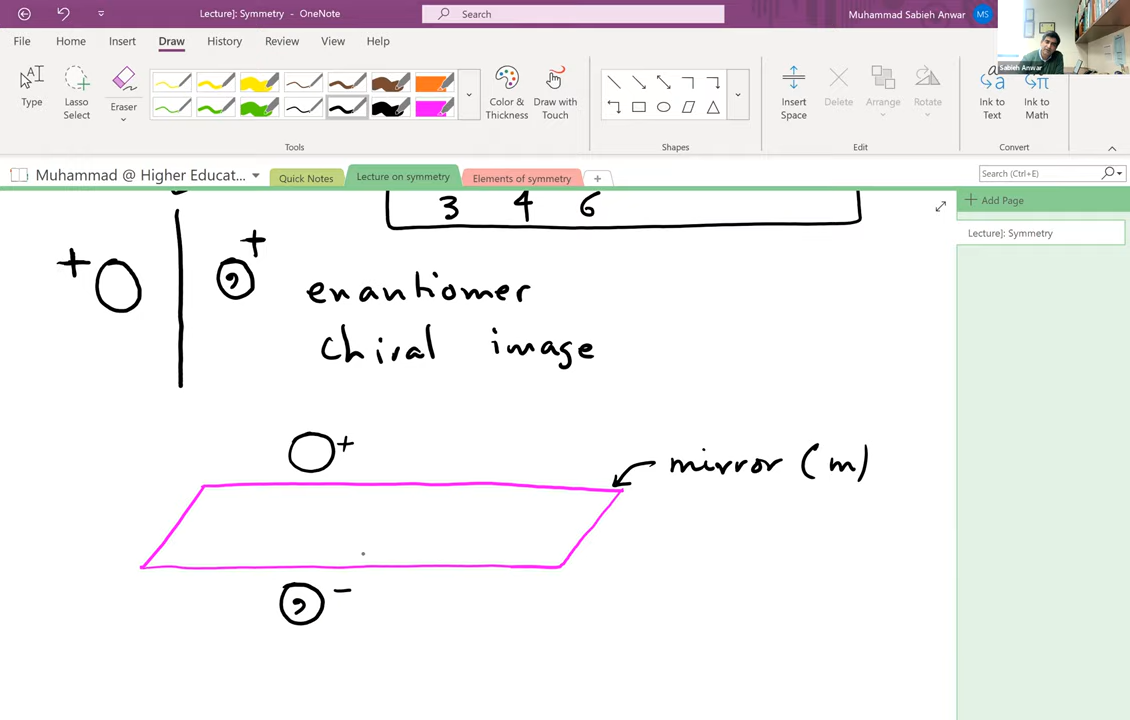 Lecture]: Symmetry - OneNote
Search
Muhammad Sabieh Anwar
MS
File Home Insert Draw History Review View Help
Sabieh Anwar
Type
Lasso Select
Eraser
Color & Thickness
Draw with Touch
Insert Space
Delete
Arrange
Rotate
Ink to Text
Ink to Math
Tools
Shapes
Edit
Convert
Muhammad @ Higher Educat...
Quick Notes
Lecture on symmetry
Elements of symmetry
+
Search (Ctrl+E)
+ Add Page
Lecture]: Symmetry
3 4 6
+ +
enantiomer
chiral image
+
mirror (m)
, -